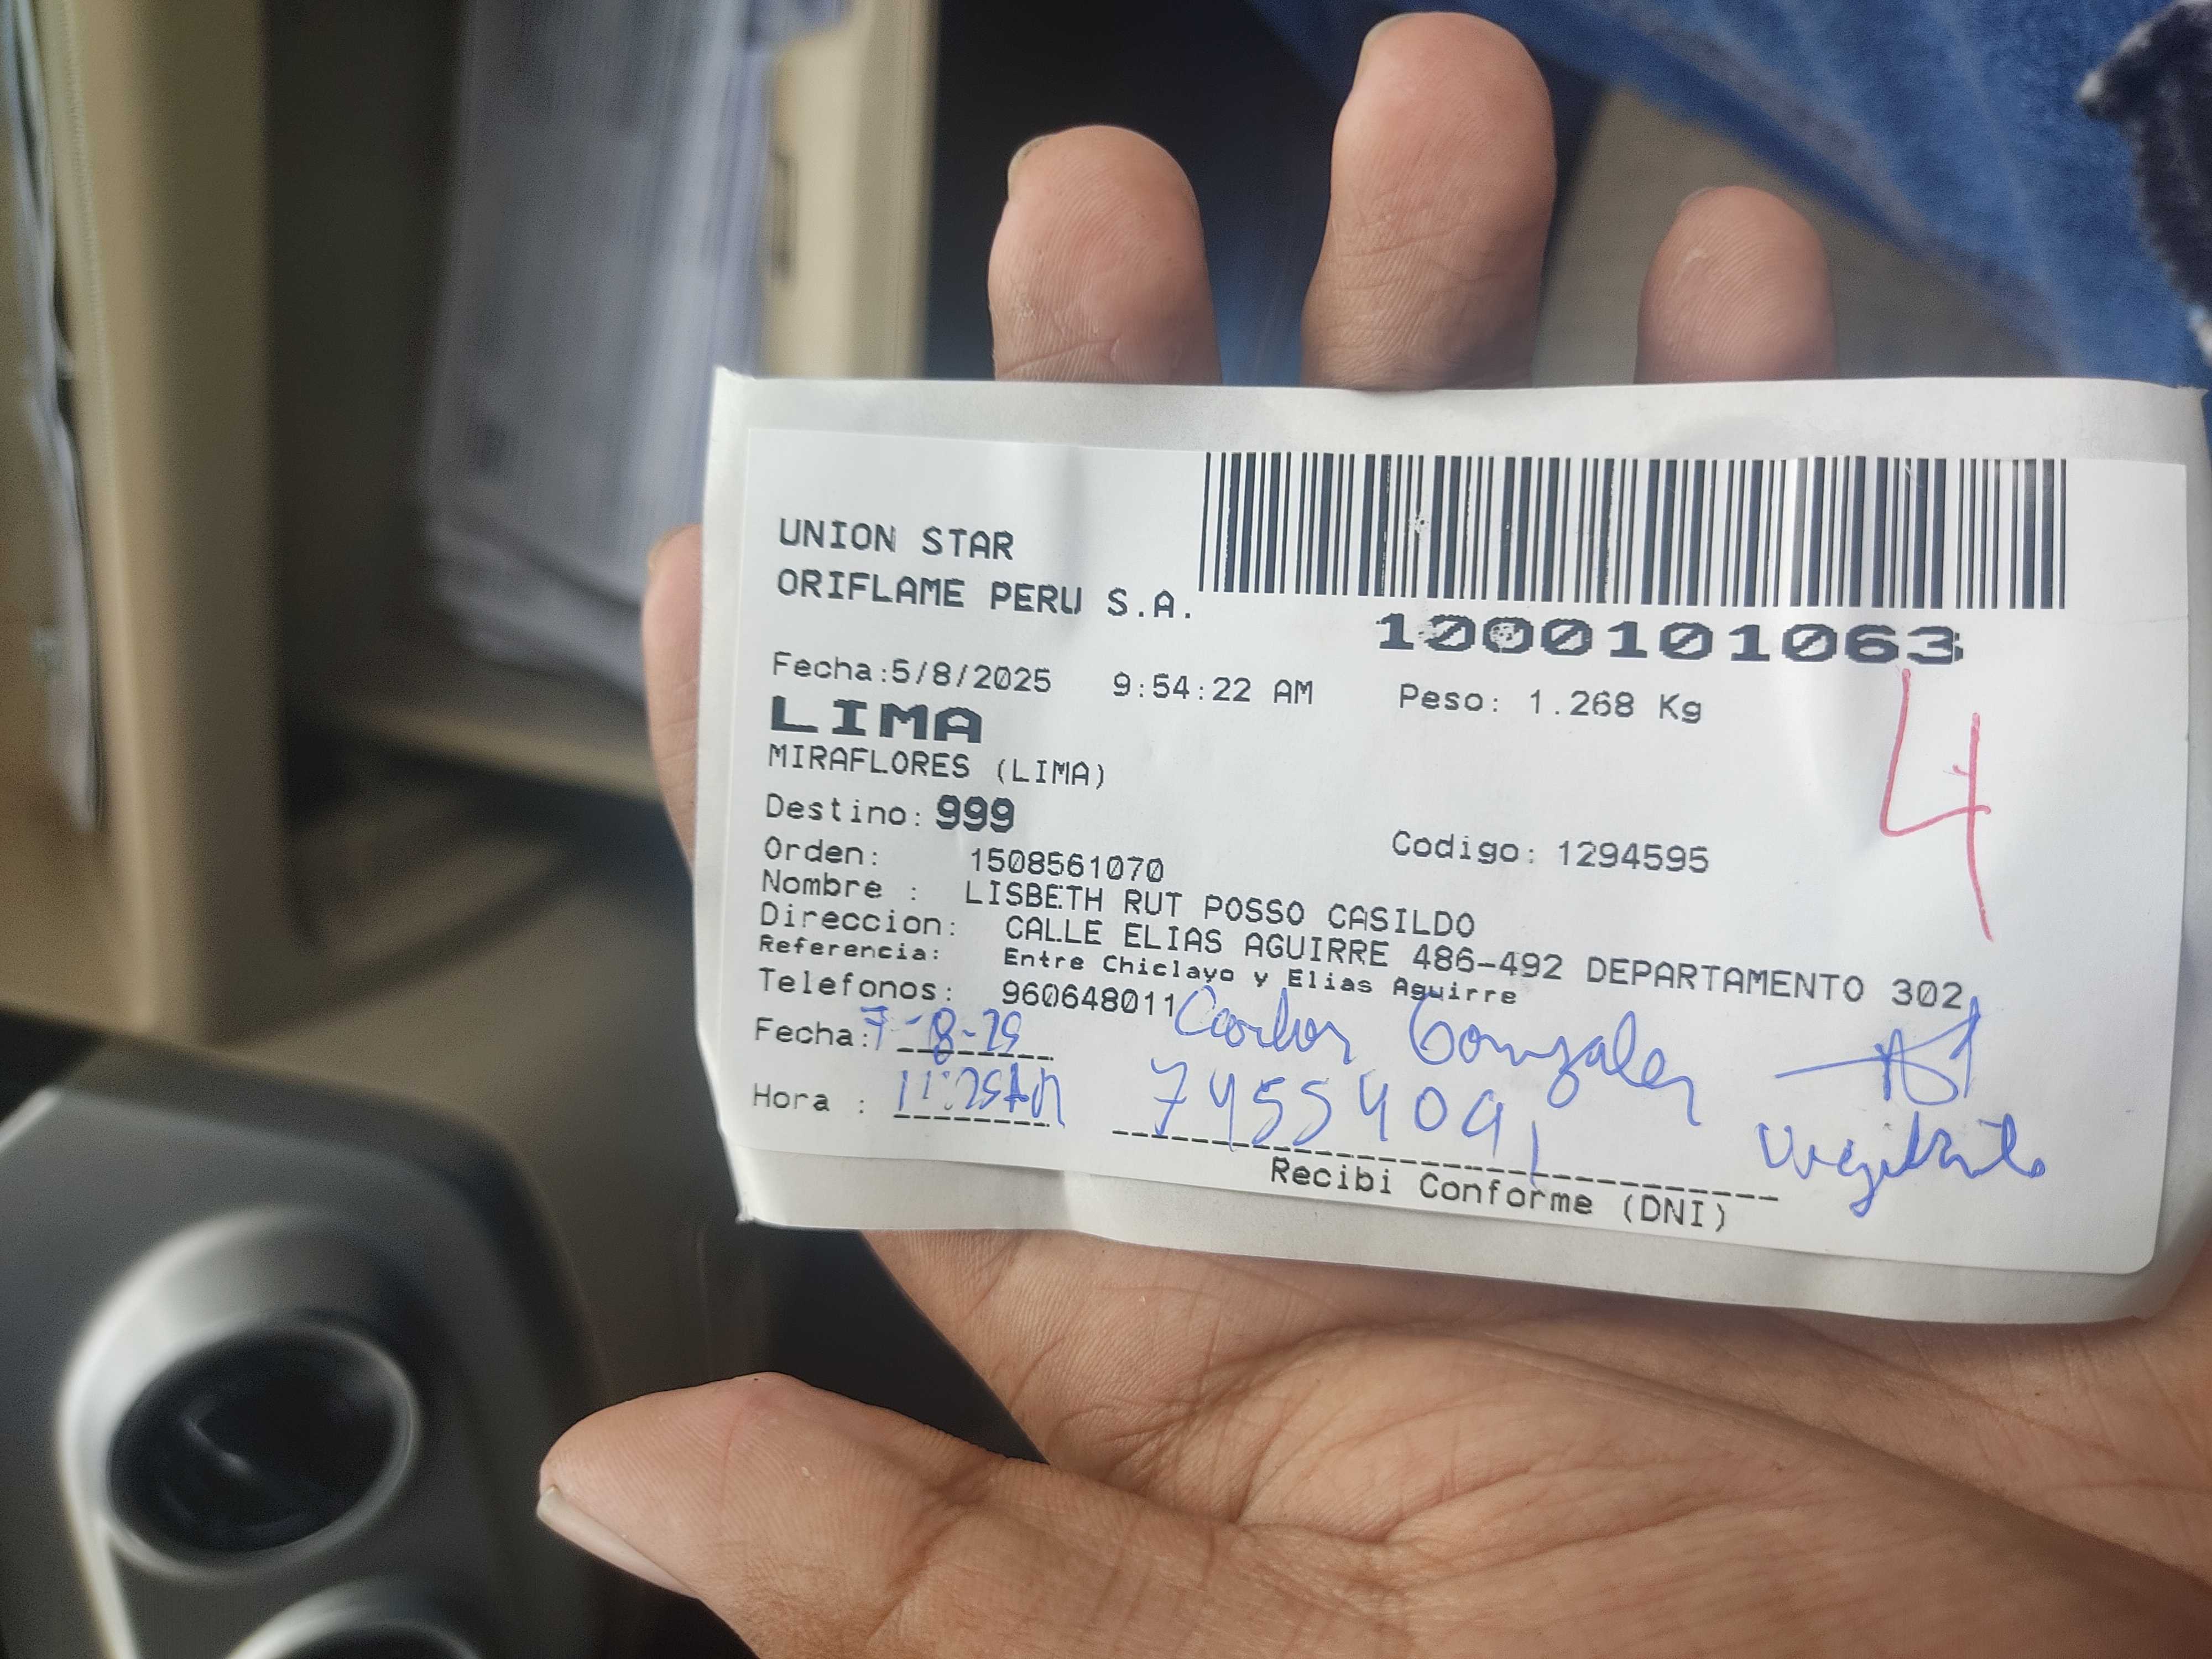 UNION STAR
ORIFLAME PERU S.A.
1000101063
Fecha:5/8/2025 9:54:22 AM Peso: 1.268 Kg
4
LIMA
MIRAFLORES (LIMA)
Destino: 999
Orden: 1508561070 Codigo: 1294595
Nombre : LISBETH RUT POSSO CASILDO
Direccion: CALLE ELIAS AGUIRRE 486-492 DEPARTAMENTO 302
Referencia: Entre Chiclayo y Elias Aguirre
Telefonos: 960648011
Fecha: 7-8-25 Carlos Gonzales
Hora : 11:25AM 74554091 Vigilante
Recibi Conforme (DNI)